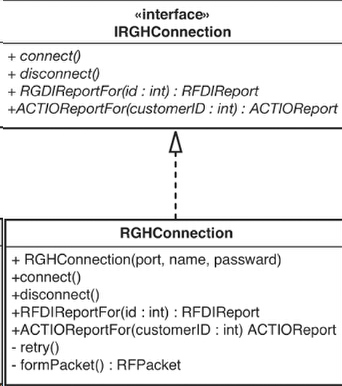 «interface»
IRGHConnection
+ connect()
+ disconnect()
+ RGDIReportFor(id : int) : RFDIReport
+ACTIOReportFor(customerID : int) : ACTIOReport
RGHConnection
+ RGHConnection(port, name, passward)
+connect()
+disconnect()
+RFDIReportFor(id : int) : RFDIReport
+ACTIOReportFor(customerID : int) ACTIOReport
- retry()
- formPacket() : RFPacket